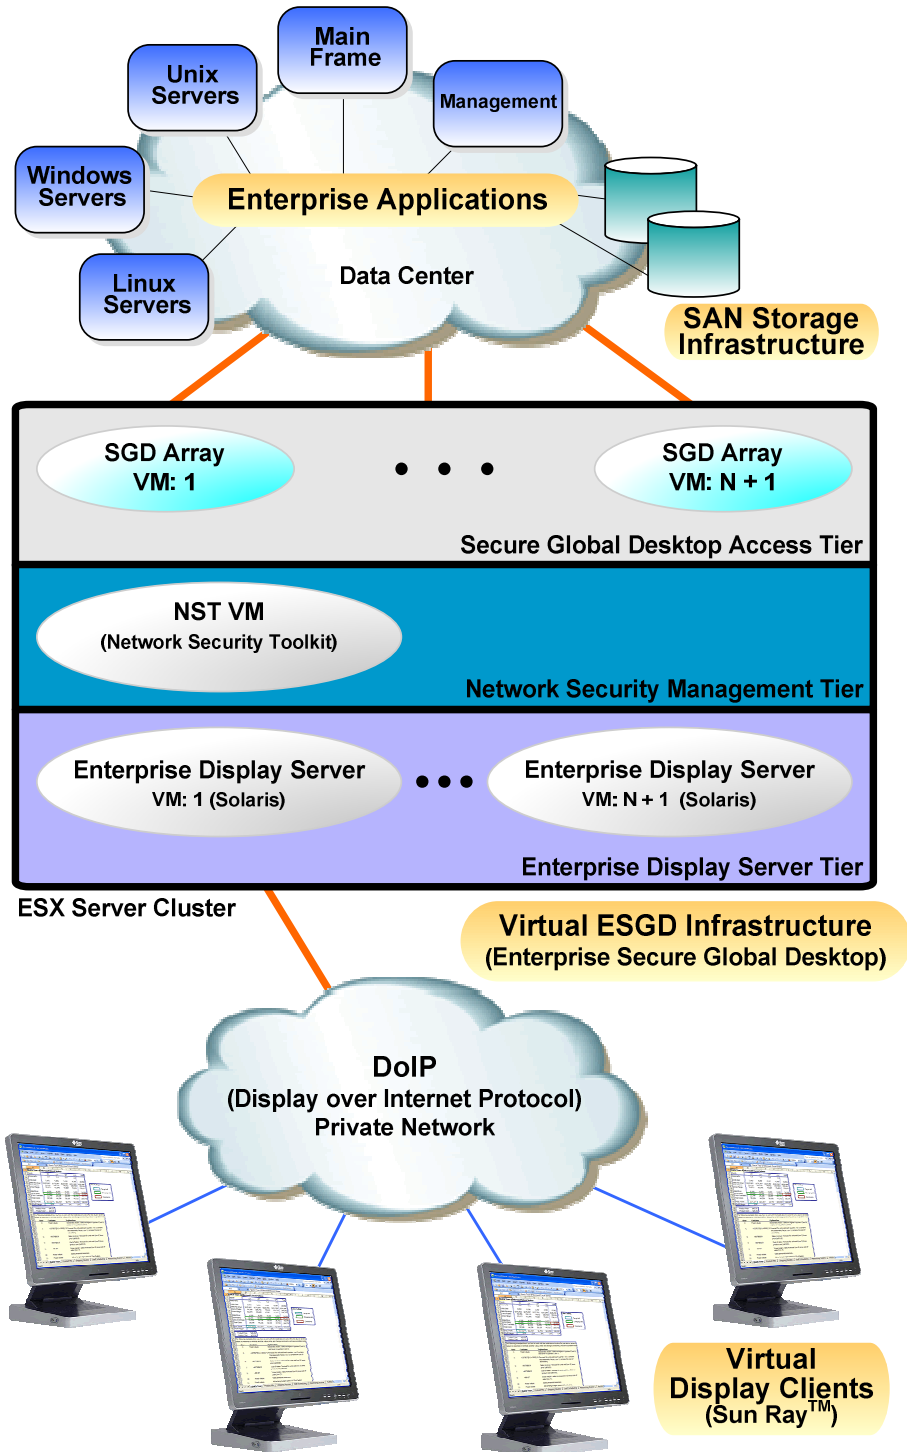 Main
Frame
Unix
Servers
Management
Windows
Servers
Enterprise Applications
Linux
Servers
Data Center
SAN Storage
Infrastructure
SGD Array
VM: 1
• • •
SGD Array
VM: N + 1
Secure Global Desktop Access Tier
NST VM
(Network Security Toolkit)
Network Security Management Tier
Enterprise Display Server
VM: 1 (Solaris)
•••
Enterprise Display Server
VM: N + 1 (Solaris)
Enterprise Display Server Tier
ESX Server Cluster
Virtual ESGD Infrastructure
(Enterprise Secure Global Desktop)
DoIP
(Display over Internet Protocol)
Private Network
Virtual
Display Clients
(Sun Ray™)